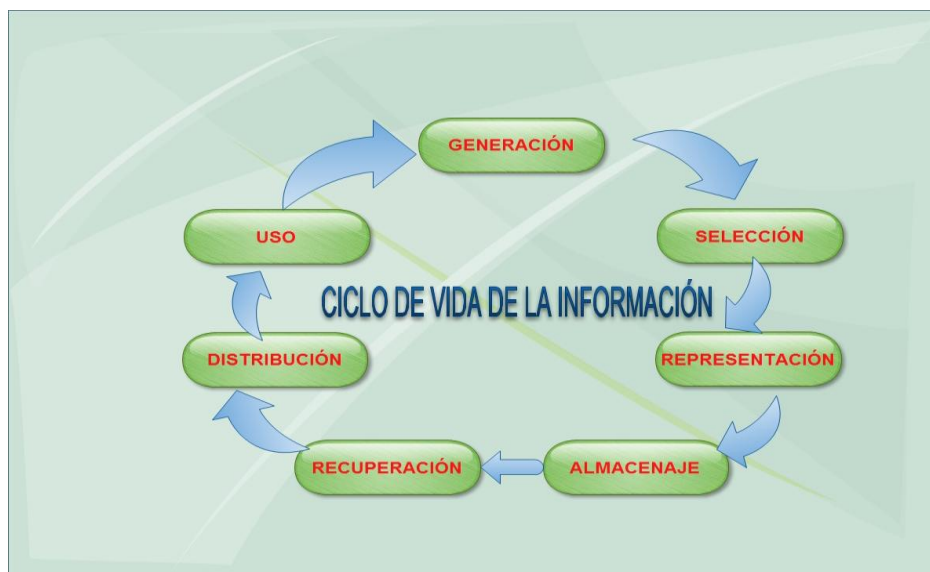 GENERACIÓN
USO
SELECCIÓN
CICLO DE VIDA DE LA INFORMACIÓN
DISTRIBUCIÓN
REPRESENTACIÓN
RECUPERACIÓN
ALMACENAJE